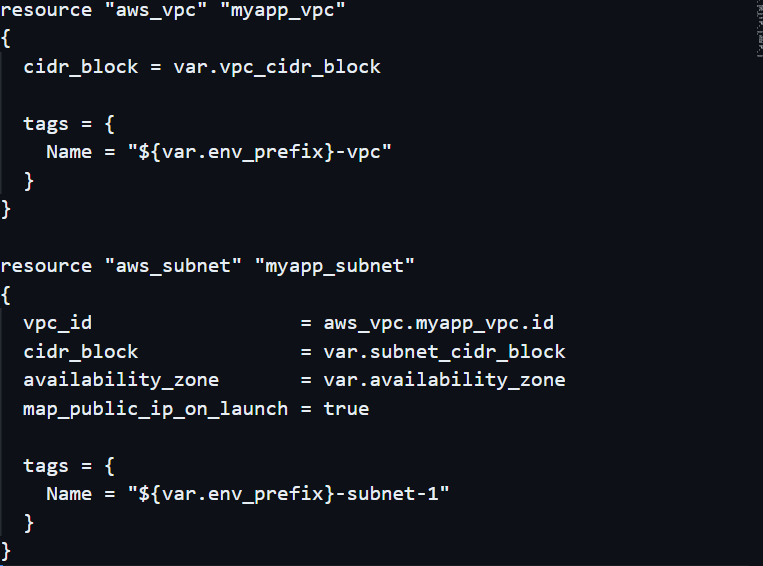 resource "aws_vpc" "myapp_vpc"
{
  cidr_block = var.vpc_cidr_block

  tags = {
    Name = "${var.env_prefix}-vpc"
  }
}

resource "aws_subnet" "myapp_subnet"
{
  vpc_id                  = aws_vpc.myapp_vpc.id
  cidr_block              = var.subnet_cidr_block
  availability_zone       = var.availability_zone
  map_public_ip_on_launch = true

  tags = {
    Name = "${var.env_prefix}-subnet-1"
  }
}